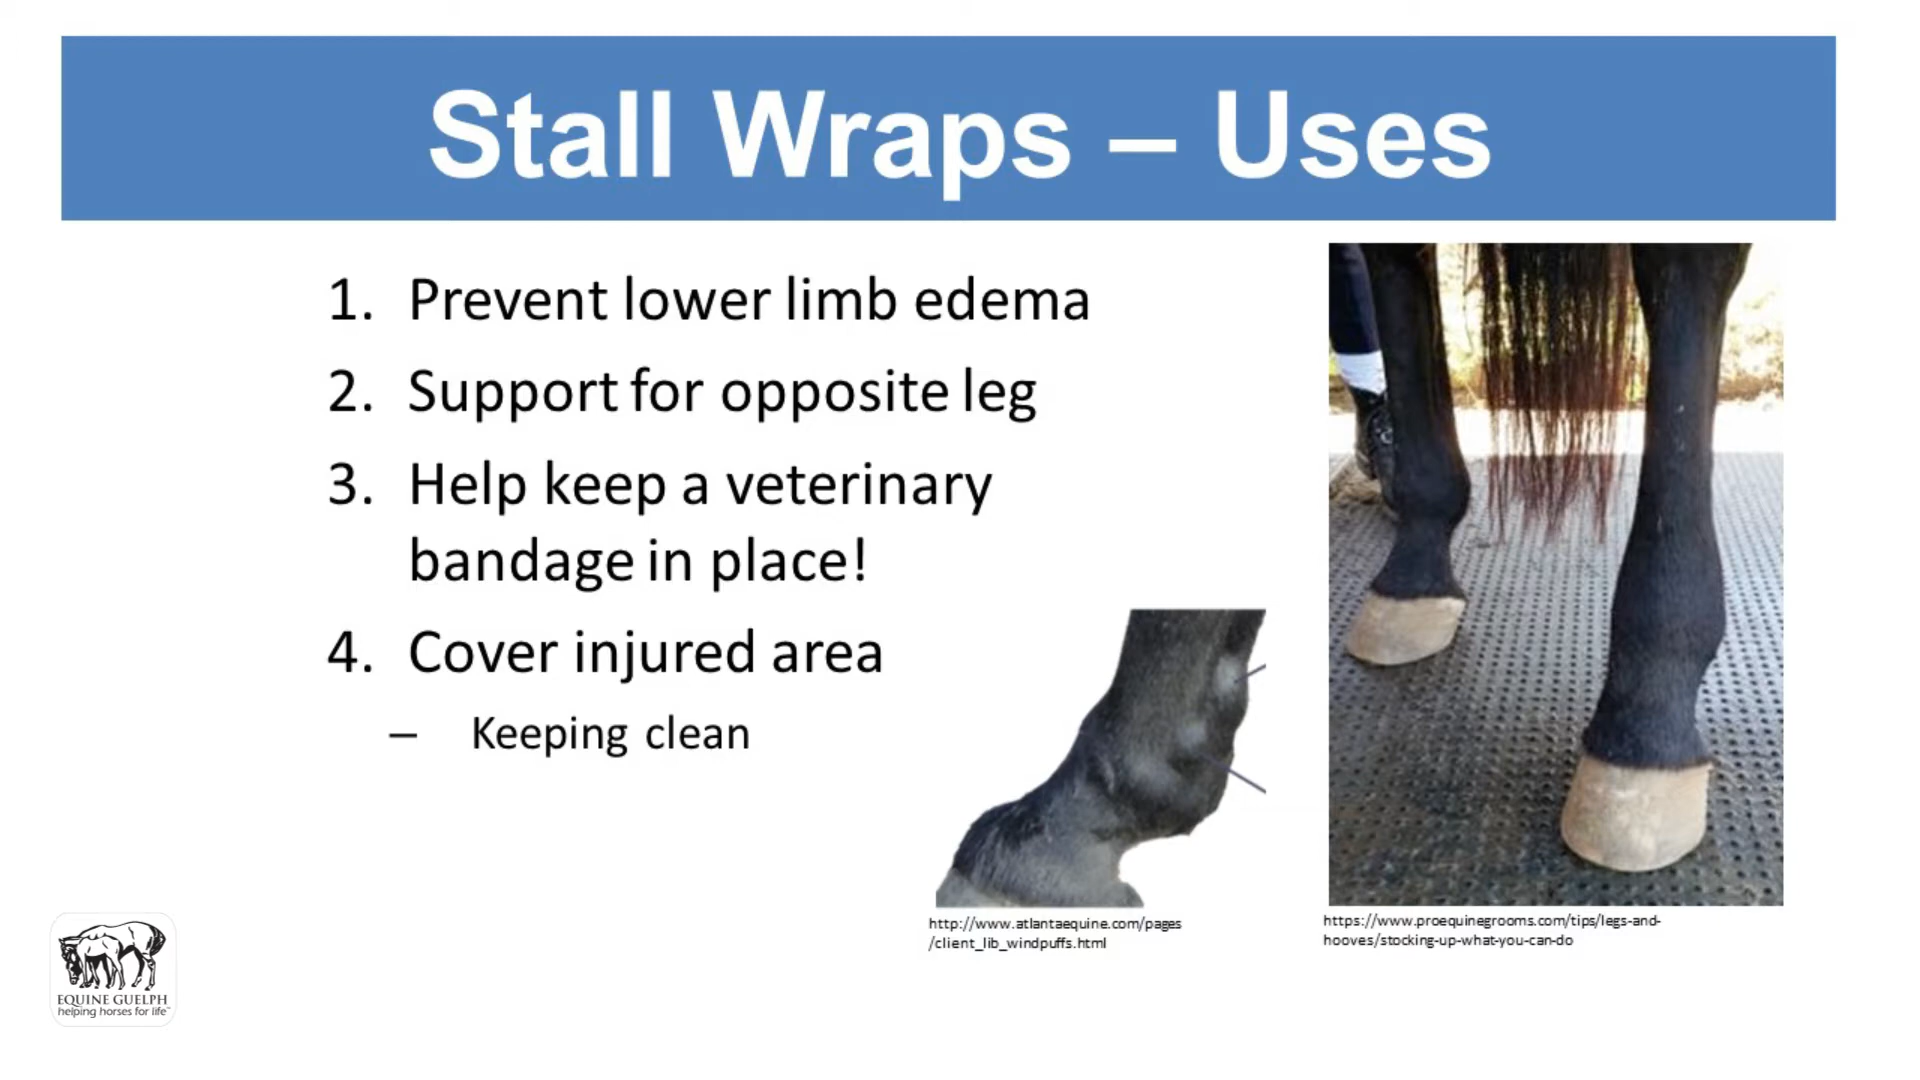 Stall Wraps – Uses
1. Prevent lower limb edema
2. Support for opposite leg
3. Help keep a veterinary
bandage in place!
4. Cover injured area
– Keeping clean
http://www.atlantaequine.com/pages
/client_lib_windpuffs.html
https://www.proequinegrooms.com/tips/legs-and-
hooves/stocking-up-what-you-can-do
EQUINE GUELPH
helping horses for life™